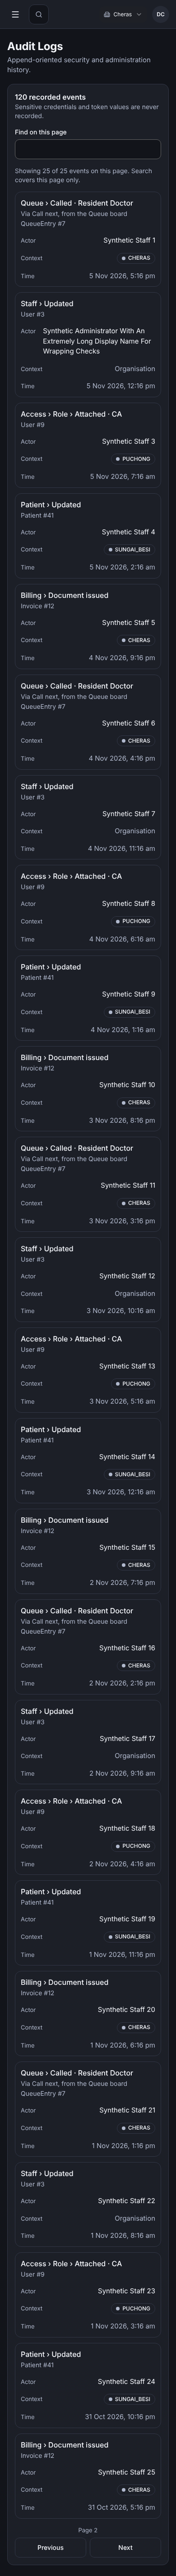 Cheras
DC
Audit Logs
Append-oriented security and administration
history.
120 recorded events
Sensitive credentials and token values are never
recorded.
Find on this page
Showing 25 of 25 events on this page. Search
covers this page only.
Queue › Called · Resident Doctor
Via Call next, from the Queue board
QueueEntry #7
Actor Synthetic Staff 1
Context CHERAS
Time 5 Nov 2026, 5:16 pm
Staff › Updated
User #3
Actor Synthetic Administrator With An
Extremely Long Display Name For
Wrapping Checks
Context Organisation
Time 5 Nov 2026, 12:16 pm
Access › Role › Attached · CA
User #9
Actor Synthetic Staff 3
Context PUCHONG
Time 5 Nov 2026, 7:16 am
Patient › Updated
Patient #41
Actor Synthetic Staff 4
Context SUNGAI_BESI
Time 5 Nov 2026, 2:16 am
Billing › Document issued
Invoice #12
Actor Synthetic Staff 5
Context CHERAS
Time 4 Nov 2026, 9:16 pm
Queue › Called · Resident Doctor
Via Call next, from the Queue board
QueueEntry #7
Actor Synthetic Staff 6
Context CHERAS
Time 4 Nov 2026, 4:16 pm
Staff › Updated
User #3
Actor Synthetic Staff 7
Context Organisation
Time 4 Nov 2026, 11:16 am
Access › Role › Attached · CA
User #9
Actor Synthetic Staff 8
Context PUCHONG
Time 4 Nov 2026, 6:16 am
Patient › Updated
Patient #41
Actor Synthetic Staff 9
Context SUNGAI_BESI
Time 4 Nov 2026, 1:16 am
Billing › Document issued
Invoice #12
Actor Synthetic Staff 10
Context CHERAS
Time 3 Nov 2026, 8:16 pm
Queue › Called · Resident Doctor
Via Call next, from the Queue board
QueueEntry #7
Actor Synthetic Staff 11
Context CHERAS
Time 3 Nov 2026, 3:16 pm
Staff › Updated
User #3
Actor Synthetic Staff 12
Context Organisation
Time 3 Nov 2026, 10:16 am
Access › Role › Attached · CA
User #9
Actor Synthetic Staff 13
Context PUCHONG
Time 3 Nov 2026, 5:16 am
Patient › Updated
Patient #41
Actor Synthetic Staff 14
Context SUNGAI_BESI
Time 3 Nov 2026, 12:16 am
Billing › Document issued
Invoice #12
Actor Synthetic Staff 15
Context CHERAS
Time 2 Nov 2026, 7:16 pm
Queue › Called · Resident Doctor
Via Call next, from the Queue board
QueueEntry #7
Actor Synthetic Staff 16
Context CHERAS
Time 2 Nov 2026, 2:16 pm
Staff › Updated
User #3
Actor Synthetic Staff 17
Context Organisation
Time 2 Nov 2026, 9:16 am
Access › Role › Attached · CA
User #9
Actor Synthetic Staff 18
Context PUCHONG
Time 2 Nov 2026, 4:16 am
Patient › Updated
Patient #41
Actor Synthetic Staff 19
Context SUNGAI_BESI
Time 1 Nov 2026, 11:16 pm
Billing › Document issued
Invoice #12
Actor Synthetic Staff 20
Context CHERAS
Time 1 Nov 2026, 6:16 pm
Queue › Called · Resident Doctor
Via Call next, from the Queue board
QueueEntry #7
Actor Synthetic Staff 21
Context CHERAS
Time 1 Nov 2026, 1:16 pm
Staff › Updated
User #3
Actor Synthetic Staff 22
Context Organisation
Time 1 Nov 2026, 8:16 am
Access › Role › Attached · CA
User #9
Actor Synthetic Staff 23
Context PUCHONG
Time 1 Nov 2026, 3:16 am
Patient › Updated
Patient #41
Actor Synthetic Staff 24
Context SUNGAI_BESI
Time 31 Oct 2026, 10:16 pm
Billing › Document issued
Invoice #12
Actor Synthetic Staff 25
Context CHERAS
Time 31 Oct 2026, 5:16 pm
Page 2
Previous Next